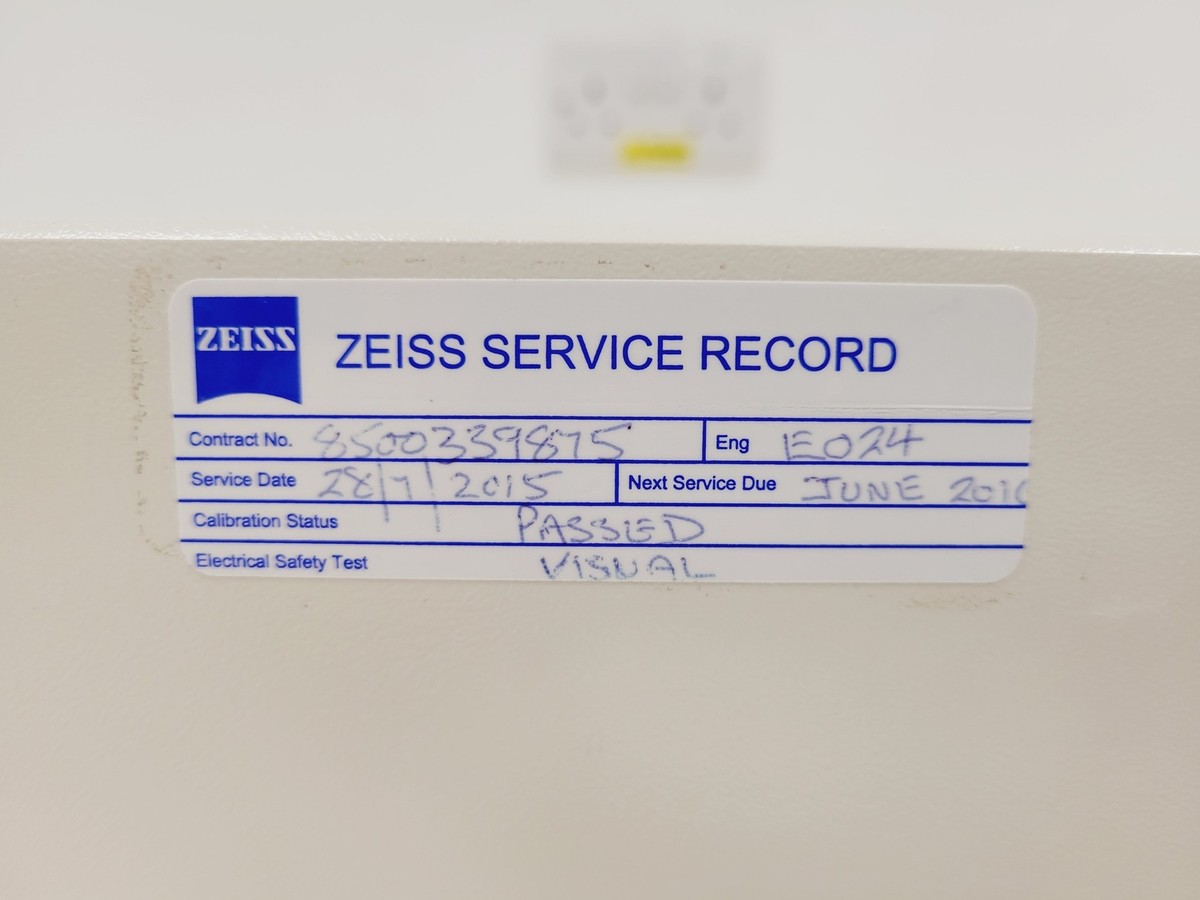 ZEISS
ZEISS SERVICE RECORD
Contract No. 8500339875 Eng E024
Service Date 28/7/2015 Next Service Due JUNE
Calibration Status PASSED
Electrical Safety Test VISUAL